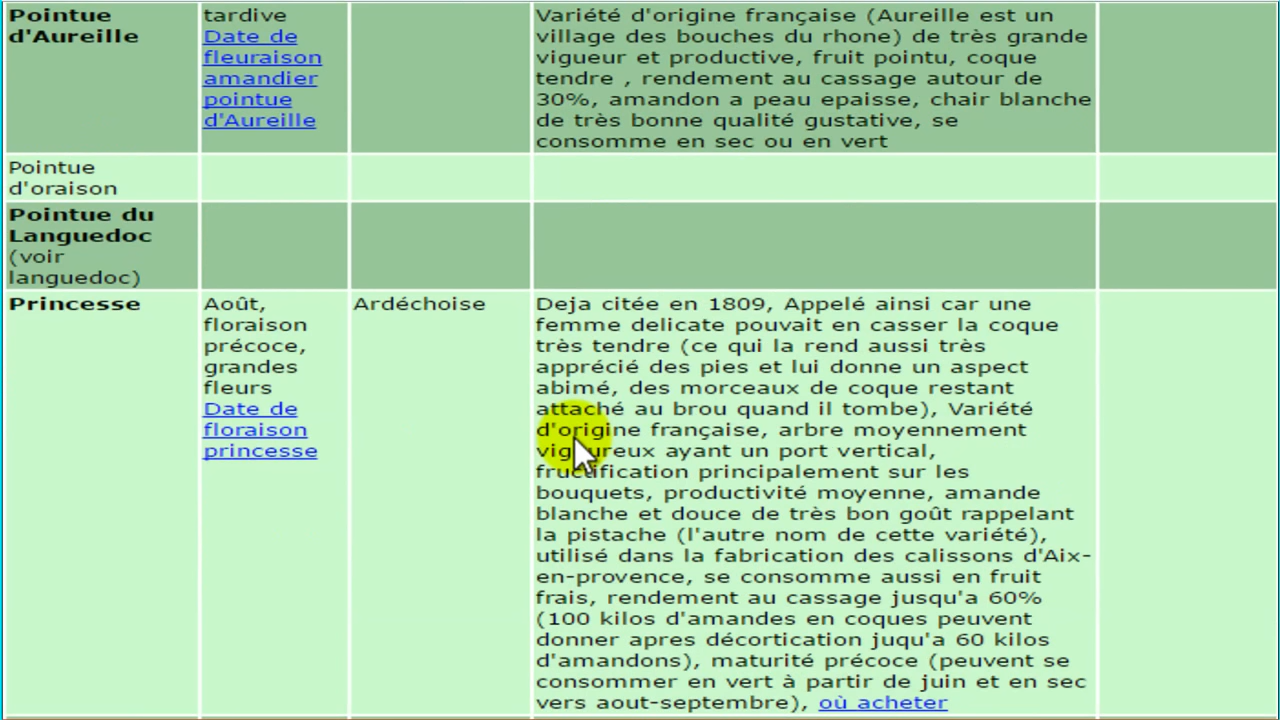 Pointue
d'Aureille
tardive
Date de
fleuraison
amandier
pointue
d'Aureille
Variété d'origine française (Aureille est un
village des bouches du rhone) de très grande
vigueur et productive, fruit pointu, coque
tendre , rendement au cassage autour de
30%, amandon a peau epaisse, chair blanche
de très bonne qualité gustative, se
consomme en sec ou en vert
Pointue
d'oraison
Pointue du
Languedoc
(voir
languedoc)
Princesse
Août,
floraison
précoce,
grandes
fleurs
Date de
floraison
princesse
Ardéchoise
Deja citée en 1809, Appelé ainsi car une
femme delicate pouvait en casser la coque
très tendre (ce qui la rend aussi très
apprécié des pies et lui donne un aspect
abimé, des morceaux de coque restant
attaché au brou quand il tombe), Variété
d'origine française, arbre moyennement
vigoureux ayant un port vertical,
fructification principalement sur les
bouquets, productivité moyenne, amande
blanche et douce de très bon goût rappelant
la pistache (l'autre nom de cette variété),
utilisé dans la fabrication des calissons d'Aix-
en-provence, se consomme aussi en fruit
frais, rendement au cassage jusqu'a 60%
(100 kilos d'amandes en coques peuvent
donner apres décortication juqu'a 60 kilos
d'amandons), maturité précoce (peuvent se
consommer en vert à partir de juin et en sec
vers aout-septembre), où acheter